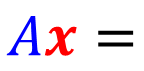 Ax =